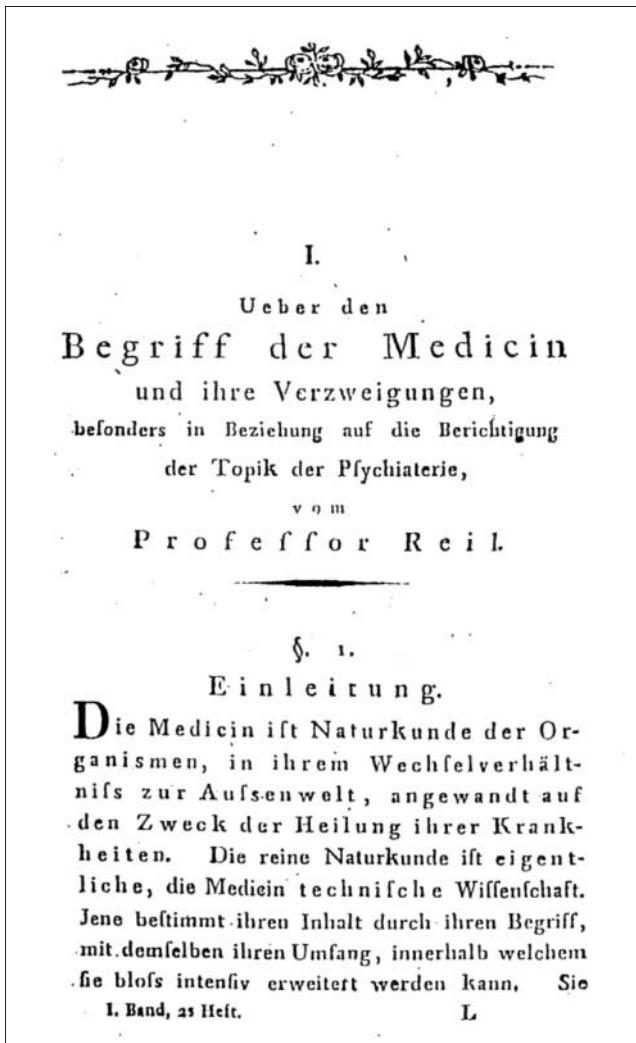 I.
Ueber den
Begriff der Medicin
und ihre Verzweigungen,
beſonders in Beziehung auf die Berichtigung
der Topik der Pſychiaterie,
vom
Profeſſor Reil.
§. 1.
Einleitung.
Die Medicin iſt Naturkunde der Or-
ganismen, in ihrem Wechſelverhält-
niſs zur Auſsenwelt, angewandt auf
den Zweck der Heilung ihrer Krank-
heiten. Die reine Naturkunde iſt eigent-
liche, die Medicin techniſche Wiſſenſchaft.
Jene beſtimmt ihren Inhalt durch ihren Begriff,
mit demſelben ihren Umfang, innerhalb welchem
ſie bloſs intenſiv erweitert werden kann. Sie
I. Band, 2s Heft. L